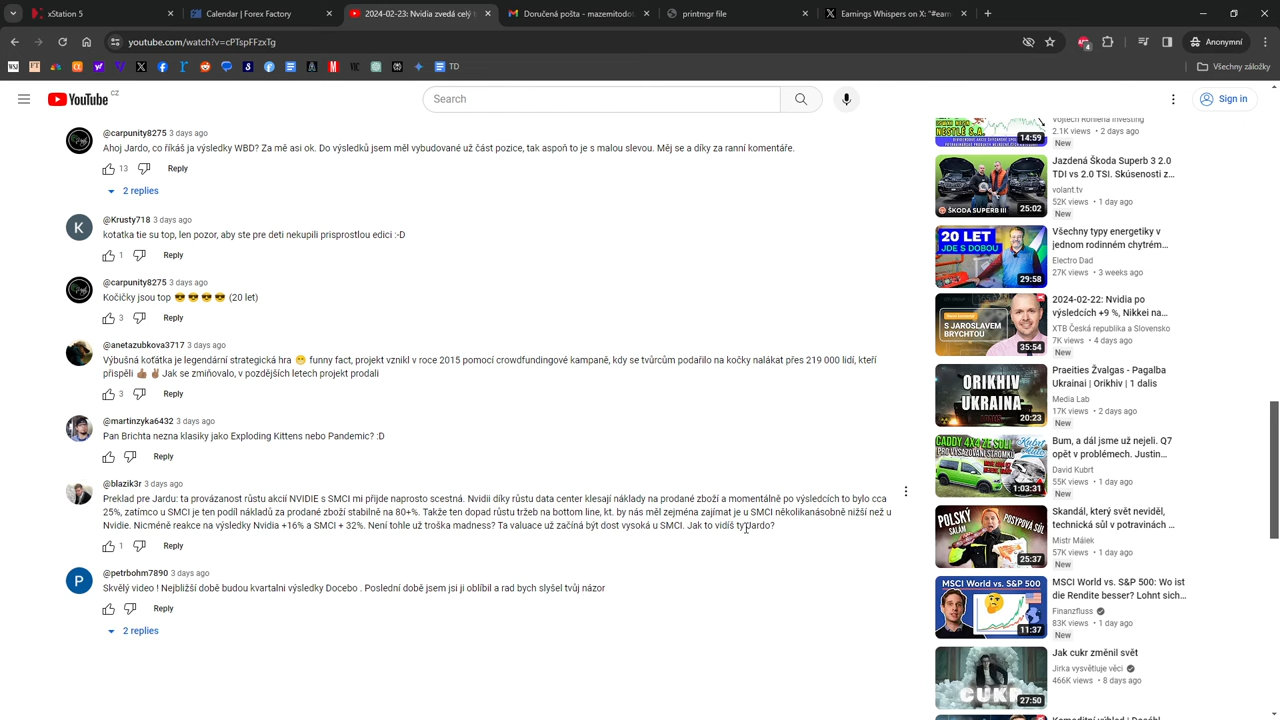 xStation 5
Calendar | Forex Factory
2024-02-23: Nvidia zvedá celý t
Doručená pošta - mazemitodot
printmgr file
Earnings Whispers on X: "#earn
youtube.com/watch?v=cPTspFFzxTg
4
Anonymní
TD
Všechny záložky
YouTube CZ
Search
Sign in
@carpunity8275 3 days ago
Ahoj Jardo, co říkáš ja výsledky WBD? Za mě o nic nejde, shodou náhodů jsem měl vybudované už část pozice, tak aspoň to je s malou slevou. Měj se a díky za ranní komentáře.
13 Reply
2 replies
@Krusty718 3 days ago
kotatka tie su top, len pozor, aby ste pre deti nekupili prisprostlou edici :-D
1 Reply
@carpunity8275 3 days ago
Kočičky jsou top 😎 😎 😎 😎 (20 let)
3 Reply
@anetazubkova3717 3 days ago
Výbušná koťátka je legendární strategická hra 😁 Fun fact, projekt vznikl v roce 2015 pomocí crowdfundingové kampaně, kdy se tvůrcům podařilo na kočky nalákat přes 219 000 lidí, kteří
přispěli 👍🏽 ✌🏽 Jak se zmiňovalo, v pozdějších letech projekt prodali
3 Reply
@martinzyka6432 3 days ago
Pan Brichta nezna klasiky jako Exploding Kittens nebo Pandemic? :D
Reply
@blazik3r 3 days ago
Preklad pre Jardu: ta provázanost růstu akcií NVIDIE a SMCI mi přijde naprosto scestná. Nvidii díky růstu data center klesají náklady na prodané zboží a momentálně po výsledcích to bylo cca
25%, zatímco u SMCI je ten podíl nákladů za prodané zboží stabilně na 80+%. Takže ten dopad růstu tržeb na bottom line, kt. by nás měl zejména zajímat je u SMCI několikanásobně nižší než u
Nvidie. Nicméně reakce na výsledky Nvidia +16% a SMCI + 32%. Není tohle už troška madness? Ta valuace už začíná být dost vysoká u SMCI. Jak to vidíš ty Jardo?
1 Reply
@petrbohm7890 3 days ago
Skvělý video ! Nejbližší době budou kvartalní výsledky Docebo . Poslední době jsem jsi ji oblíbil a rad bych slyšel tvůj názor
Reply
2 replies
NESTLÉ S.A.
14:59
Vojtěch Kohlena Investing
2.1K views • 2 days ago
New
ŠKODA SUPERB III
25:02
Jazdená Škoda Superb 3 2.0
TDI vs 2.0 TSI. Skúsenosti z...
volant.tv
52K views • 1 day ago
New
20 LET
JDE S DOBOU
29:58
Všechny typy energetiky v
jednom rodinném chytrém...
Electro Dad
27K views • 3 weeks ago
S JAROSLAVEM
BRYCHTOU
35:54
2024-02-22: Nvidia po
výsledcích +9 %, Nikkei na...
XTB Česká republika a Slovensko
7K views • 4 days ago
New
ORIKHIV
UKRAINA
20:23
Praeities Žvalgas - Pagalba
Ukrainai | Orikhiv | 1 dalis
Media Lab
17K views • 2 days ago
New
CADDY 4X4 ZE SOLI
PRO VYSAZOVÁNÍ STROMKŮ
1:03:31
Bum, a dál jsme už nejeli. Q7
opět v problémech. Justin...
David Kubrt
55K views • 1 day ago
New
POLSKÝ
SALÁM
POSYPOVÁ SŮL
25:37
Skandál, který svět neviděl,
technická sůl v potravinách ...
Mistr Málek
57K views • 1 day ago
New
MSCI World vs. S&P 500
11:37
MSCI World vs. S&P 500: Wo ist
die Rendite besser? Lohnt sich...
Finanzfluss
83K views • 1 day ago
New
CUKR
27:50
Jak cukr změnil svět
Jirka vysvětluje věci
466K views • 8 days ago